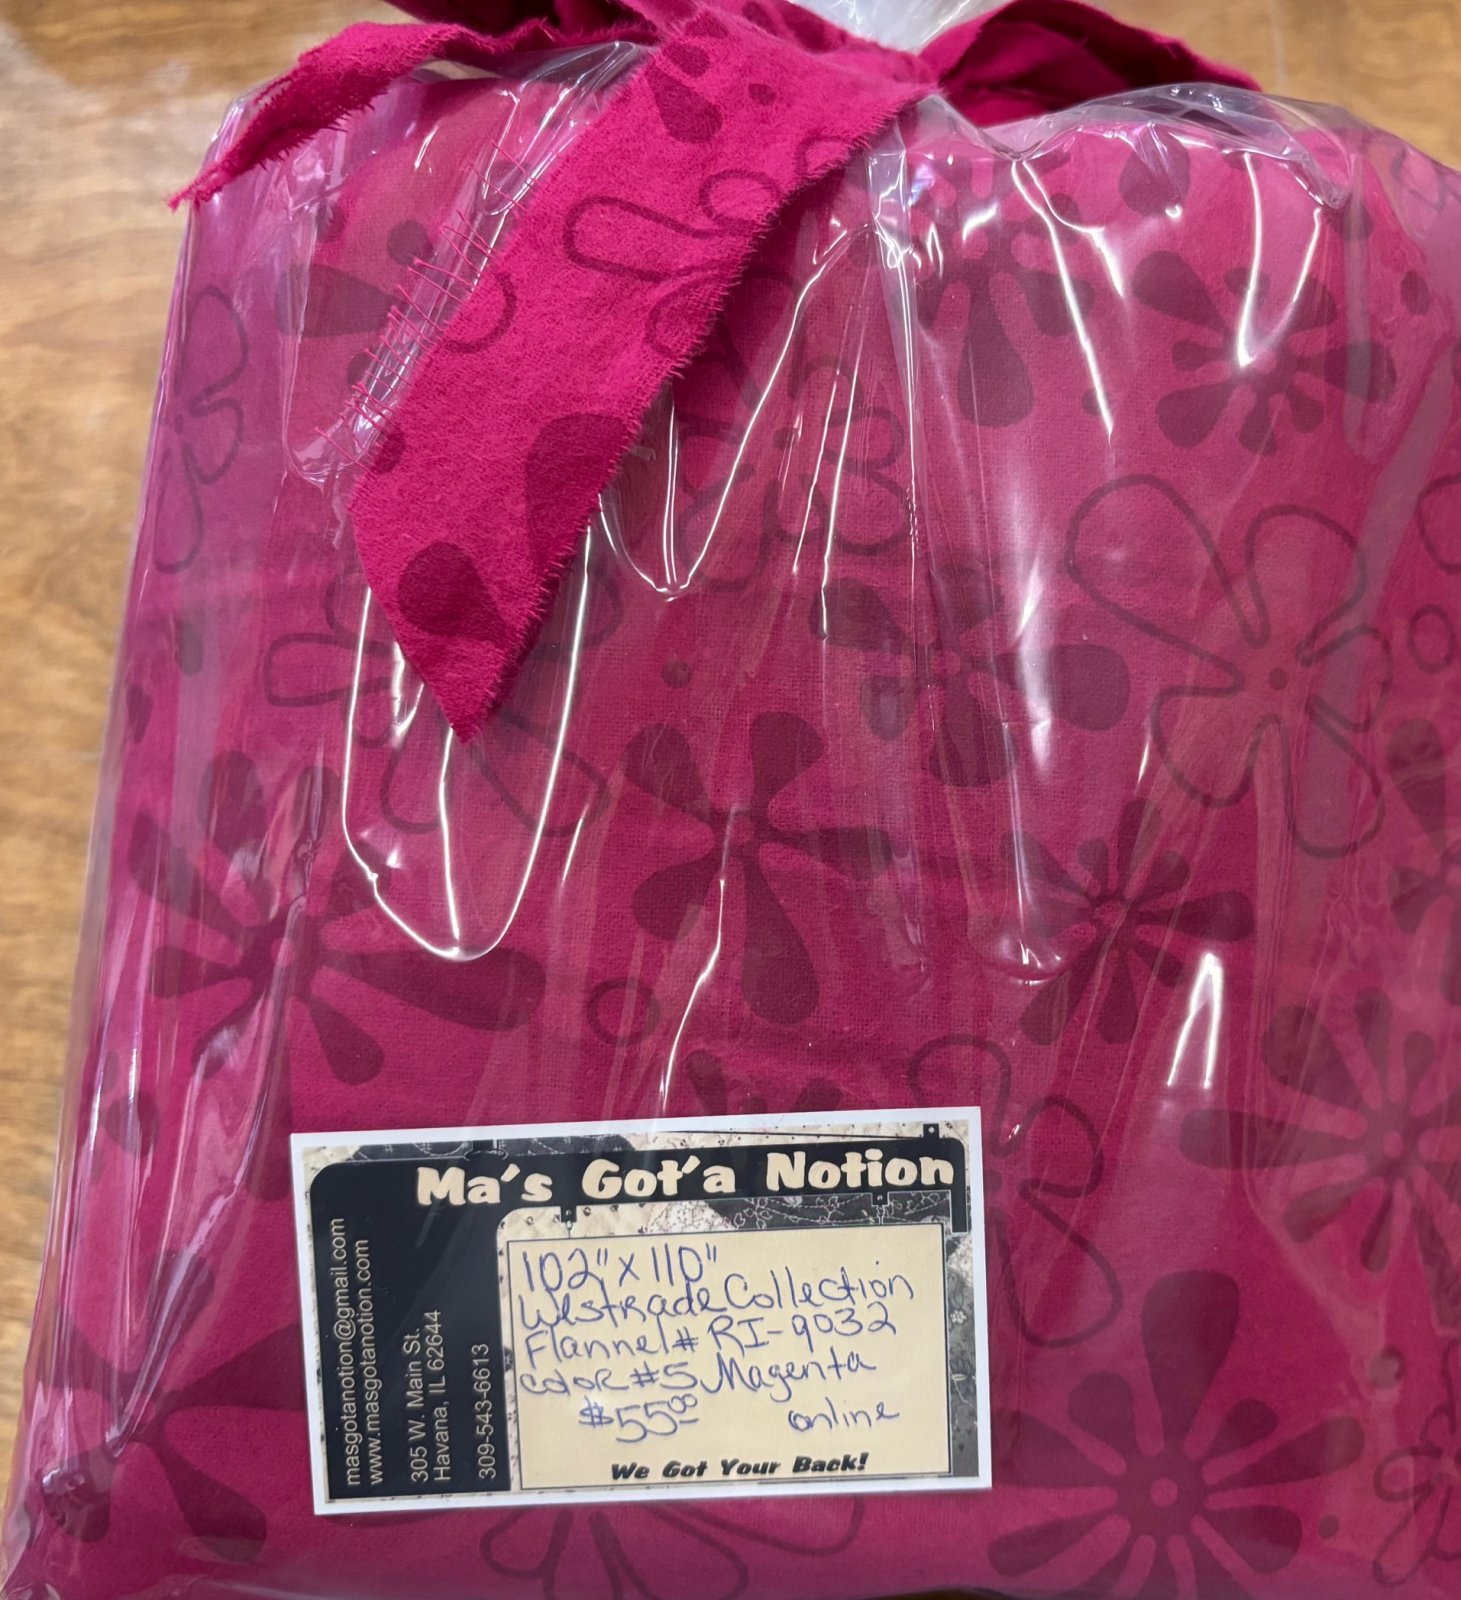 Ma's Got'a Notion
masgotanotion@gmail.com
www.masgotanotion.com
305 W. Main St.
Havana, IL 62644
309-543-6613
102" x 110"
Westrade Collection
Flannel # RI-9032
Color #5 Magenta
$55.00 online
We Got Your Back!